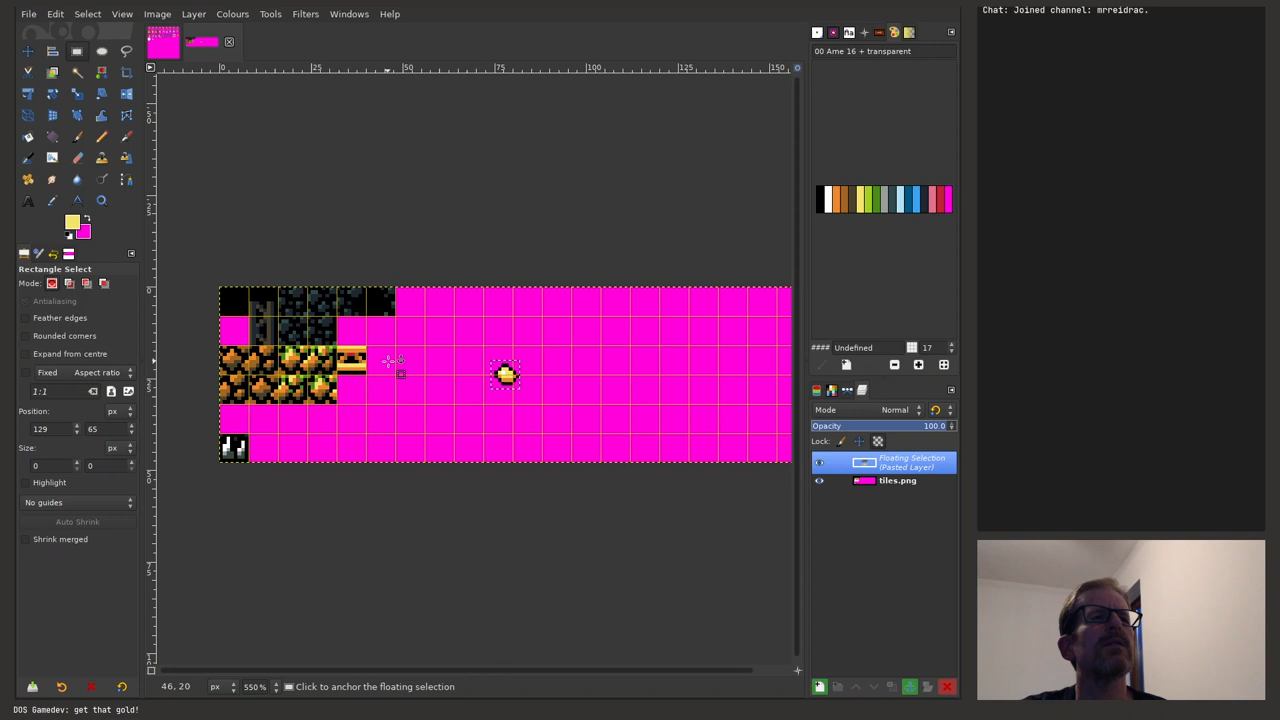 File Edit Select View Image Layer Colours Tools Filters Windows Help
Chat: Joined channel: mrreidrac.
00 Ame 16 + transparent
0 25 50 75 100 125 150
Rectangle Select
Mode:
Antialiasing
Feather edges
Rounded corners
Expand from centre
Fixed Aspect ratio
1:1
Position: px
129 65
Size: px
0 0
Highlight
No guides
Auto Shrink
Shrink merged
Undefined 17
Mode Normal
Opacity 100.0
Lock:
Floating Selection
(Pasted Layer)
tiles.png
46, 20 px 550 % Click to anchor the floating selection
DOS Gamedev: get that gold!